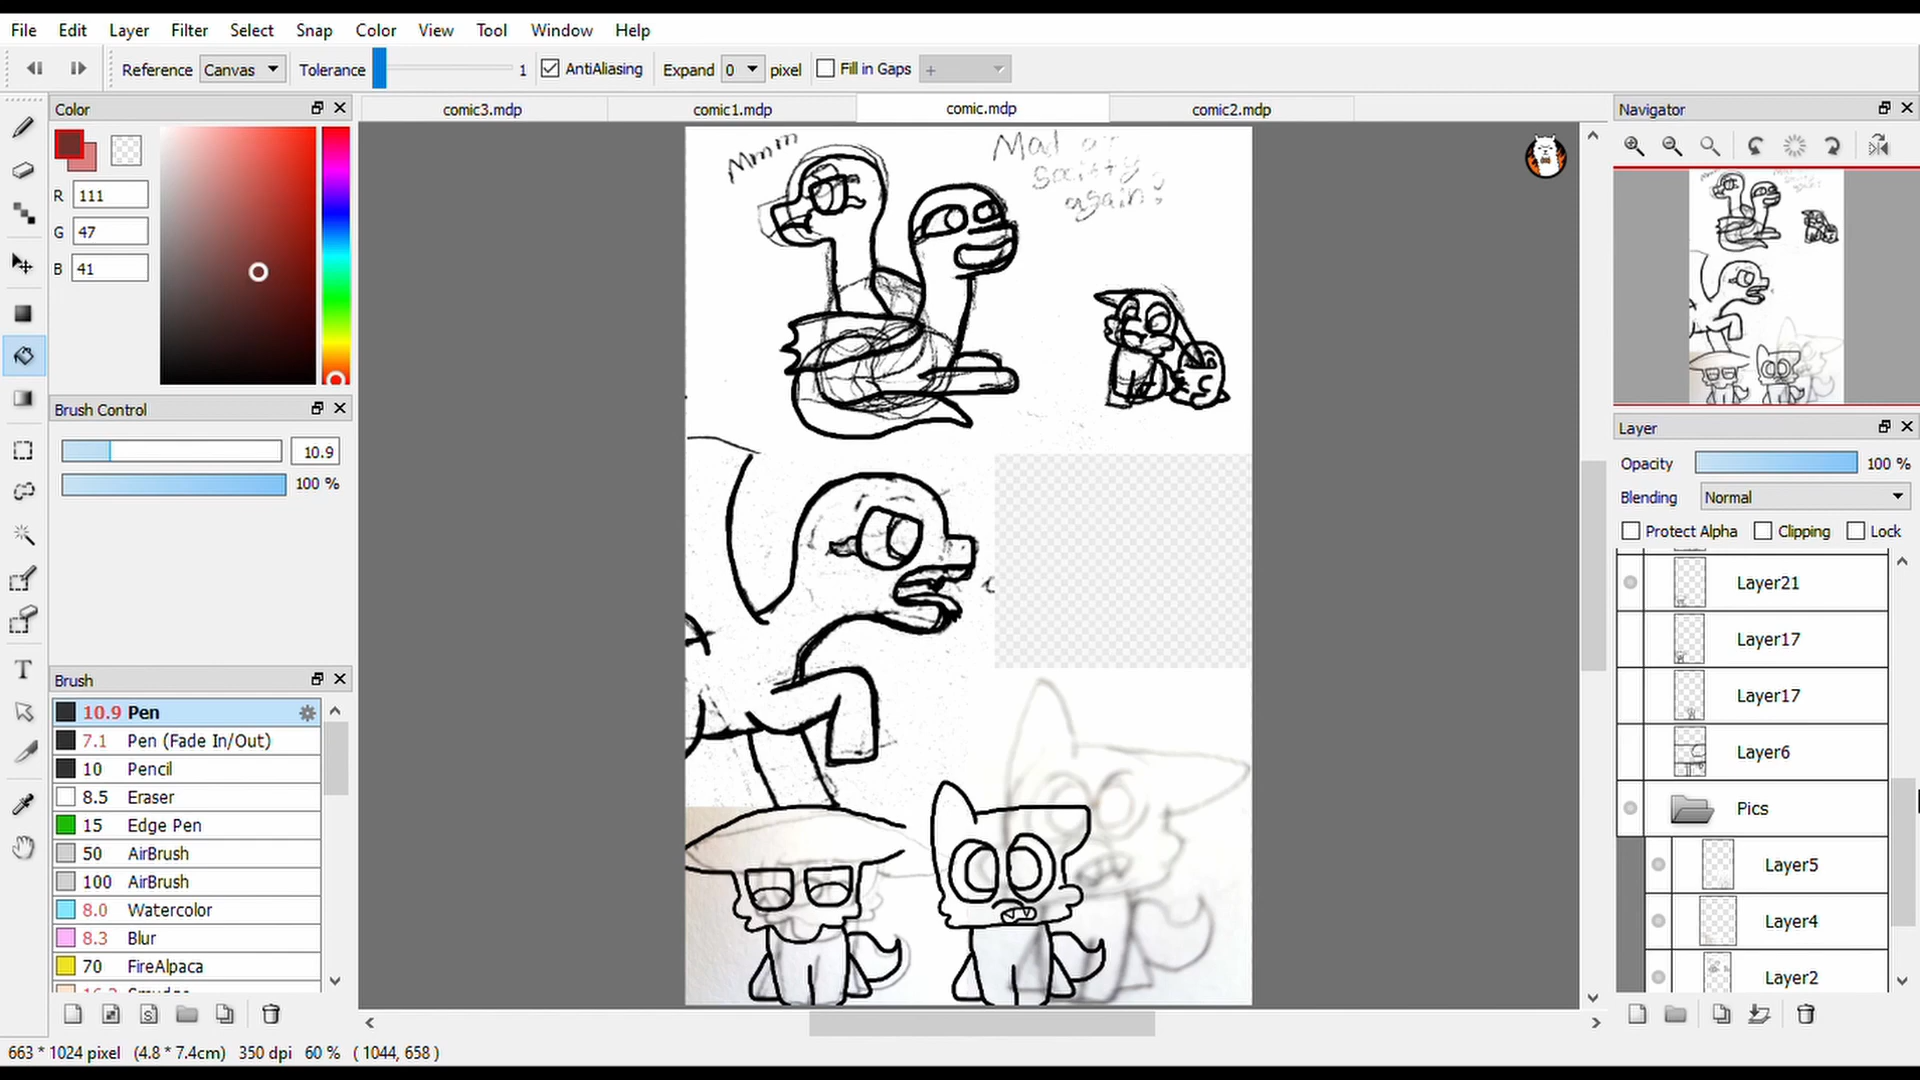 File Edit Layer Filter Select Snap Color View Tool Window Help
Reference Canvas Tolerance 1 AntiAliasing Expand 0 pixel Fill in Gaps +
Color
R 111
G 47
B 41
Brush Control
10.9
100 %
Brush
10.9 Pen
7.1 Pen (Fade In/Out)
10 Pencil
8.5 Eraser
15 Edge Pen
50 AirBrush
100 AirBrush
8.0 Watercolor
8.3 Blur
70 FireAlpaca
comic3.mdp comic1.mdp comic.mdp comic2.mdp
Mmmm
Mad at
again
Navigator
Layer
Opacity 100 %
Blending Normal
Protect Alpha Clipping Lock
Layer21
Layer17
Layer17
Layer6
Pics
Layer5
Layer4
Layer2
663 * 1024 pixel (4.8 * 7.4cm) 350 dpi 60 % ( 1044, 658 )